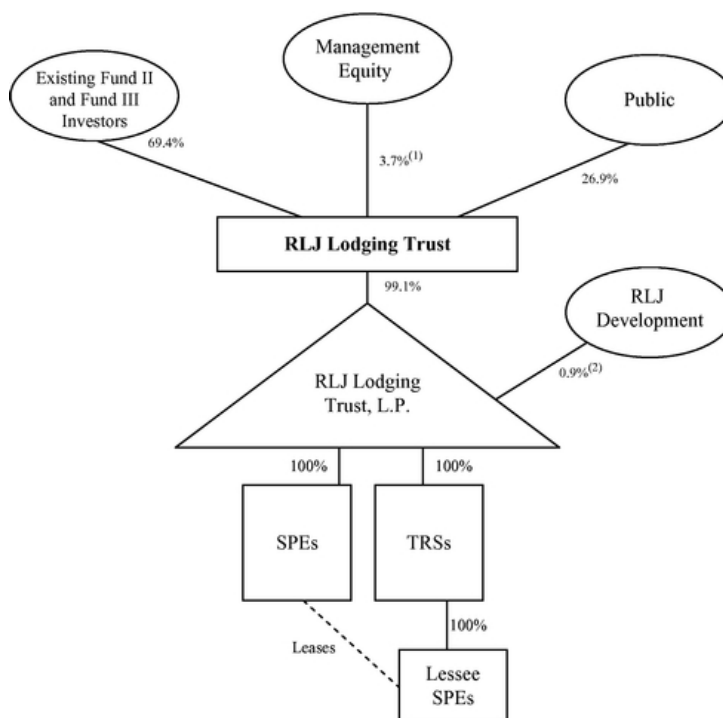 Management
Equity
Existing Fund II
and Fund III
Investors
Public
69.4%
3.7%(1)
26.9%
RLJ Lodging Trust
99.1%
RLJ
Development
0.9%(2)
RLJ Lodging
Trust, L.P.
100%
100%
SPEs
TRSs
Leases
100%
Lessee
SPEs